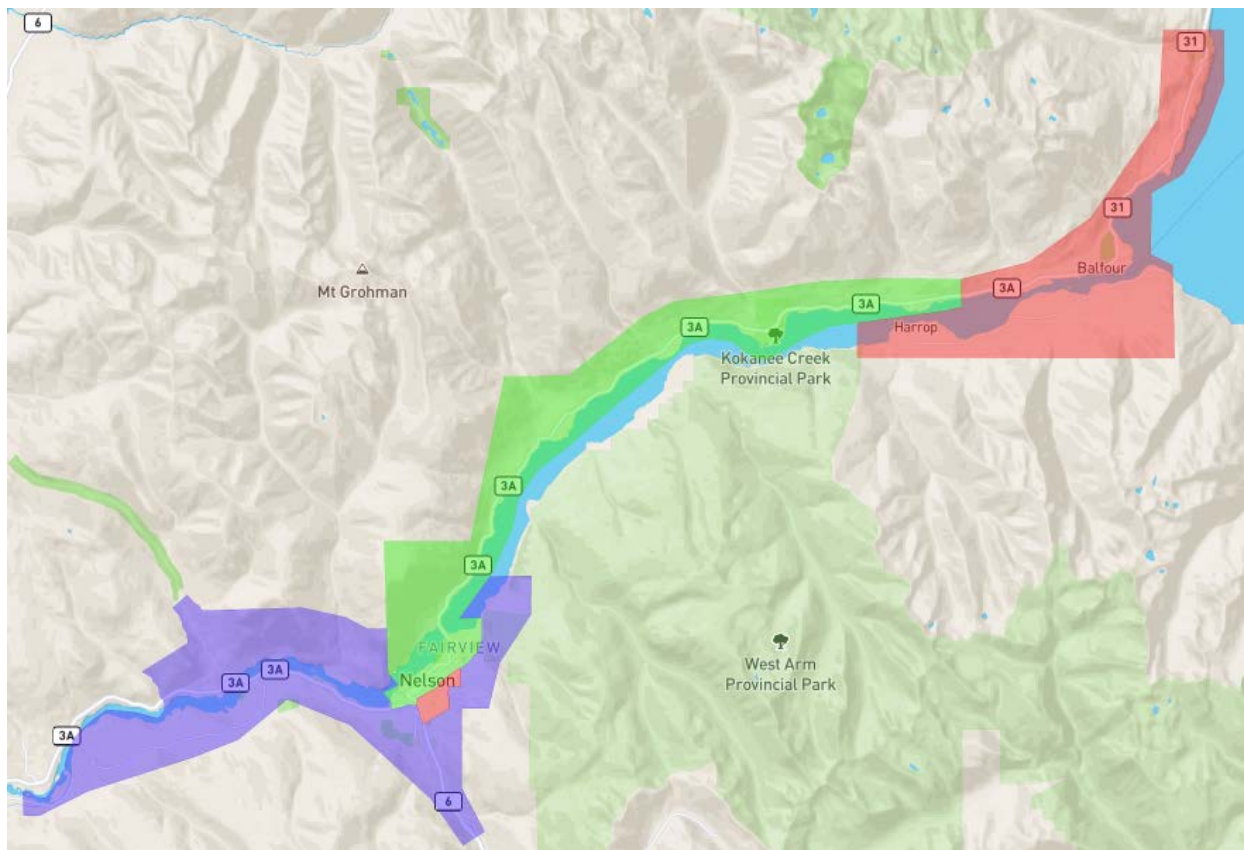 6
31
31
Balfour
3A
Mt Grohman
3A
3A
Harrop
Kokanee Creek
Provincial Park
3A
3A
FAIRVIEW
Nelson
West Arm
Provincial Park
3A
3A
3A
6